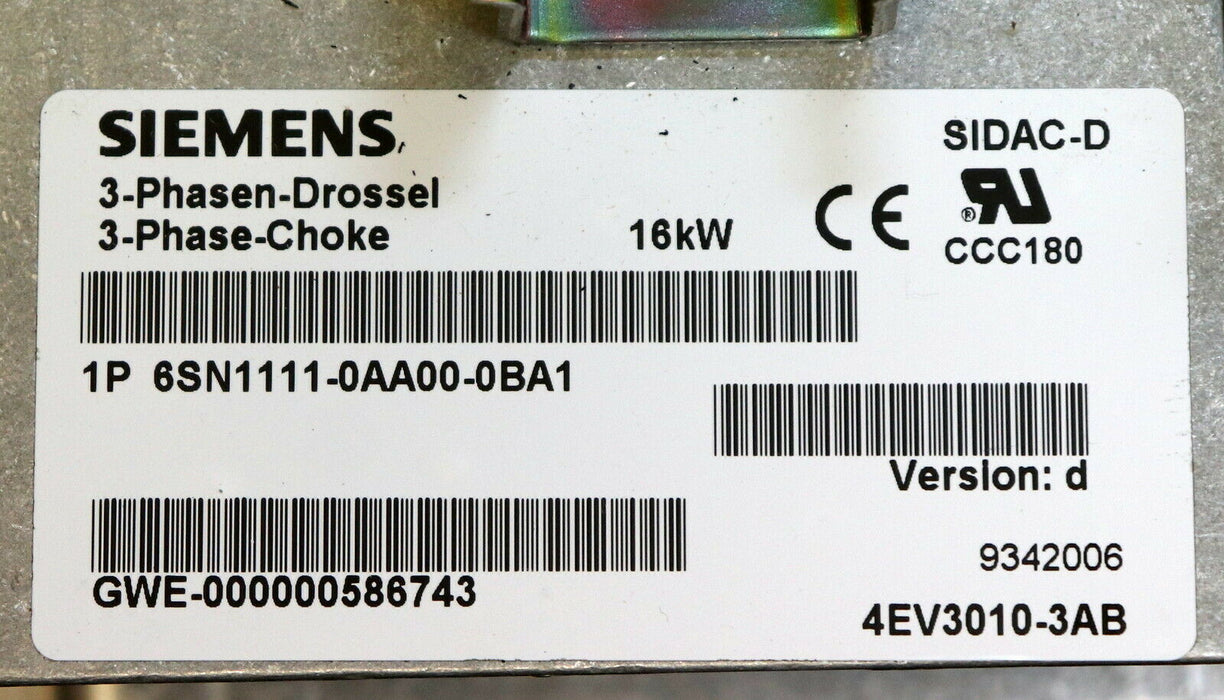 SIEMENS
SIDAC-D
3-Phasen-Drossel
3-Phase-Choke
16kW
CE
® RU
CCC180
1P 6SN1111-0AA00-0BA1
Version: d
GWE-000000586743
9342006
4EV3010-3AB